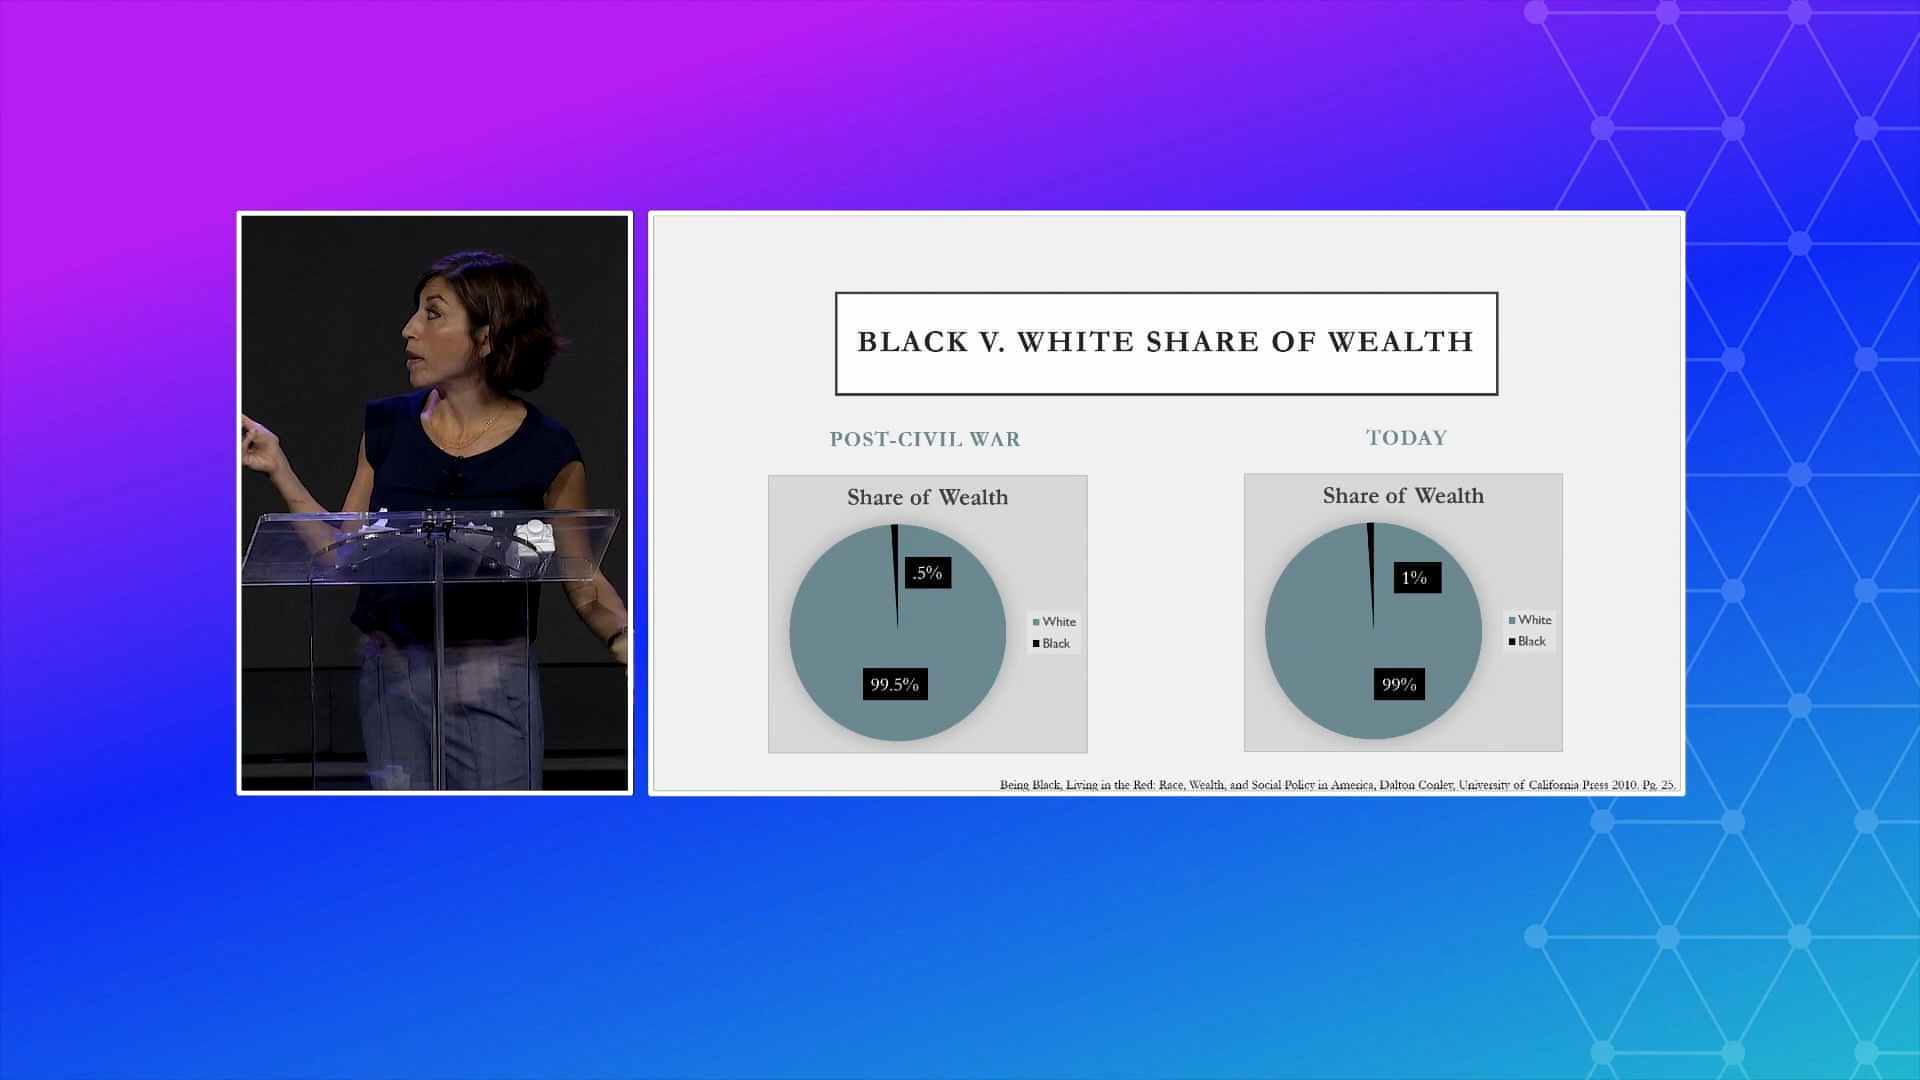 BLACK V. WHITE SHARE OF WEALTH
POST-CIVIL WAR
Share of Wealth
.5%
99.5%
White
Black
TODAY
Share of Wealth
1%
99%
White
Black
Being Black, Living in the Red: Race, Wealth, and Social Policy in America, Dalton Conley, University of California Press 2010. Pg. 25.